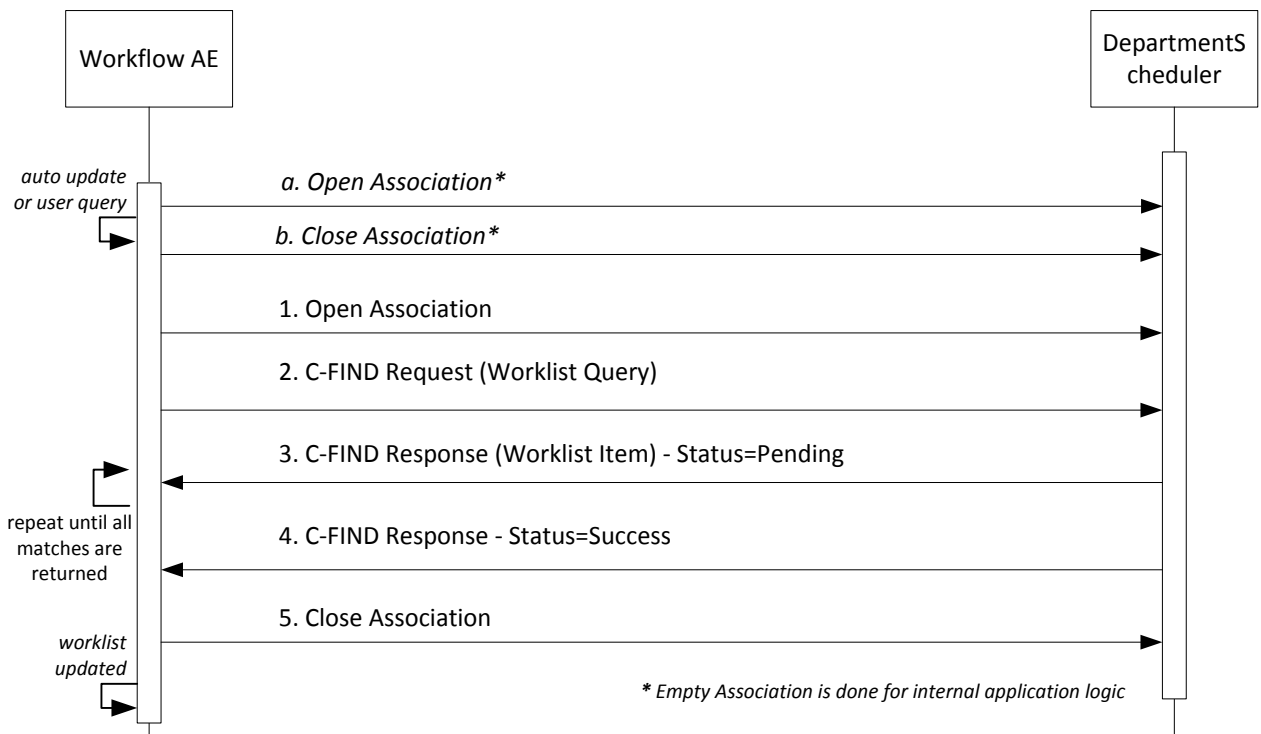 Workflow AE
DepartmentS
cheduler
auto update
or user query
a. Open Association*
b. Close Association*
1. Open Association
2. C-FIND Request (Worklist Query)
3. C-FIND Response (Worklist Item) - Status=Pending
repeat until all
matches are
returned
4. C-FIND Response - Status=Success
5. Close Association
worklist
updated
* Empty Association is done for internal application logic